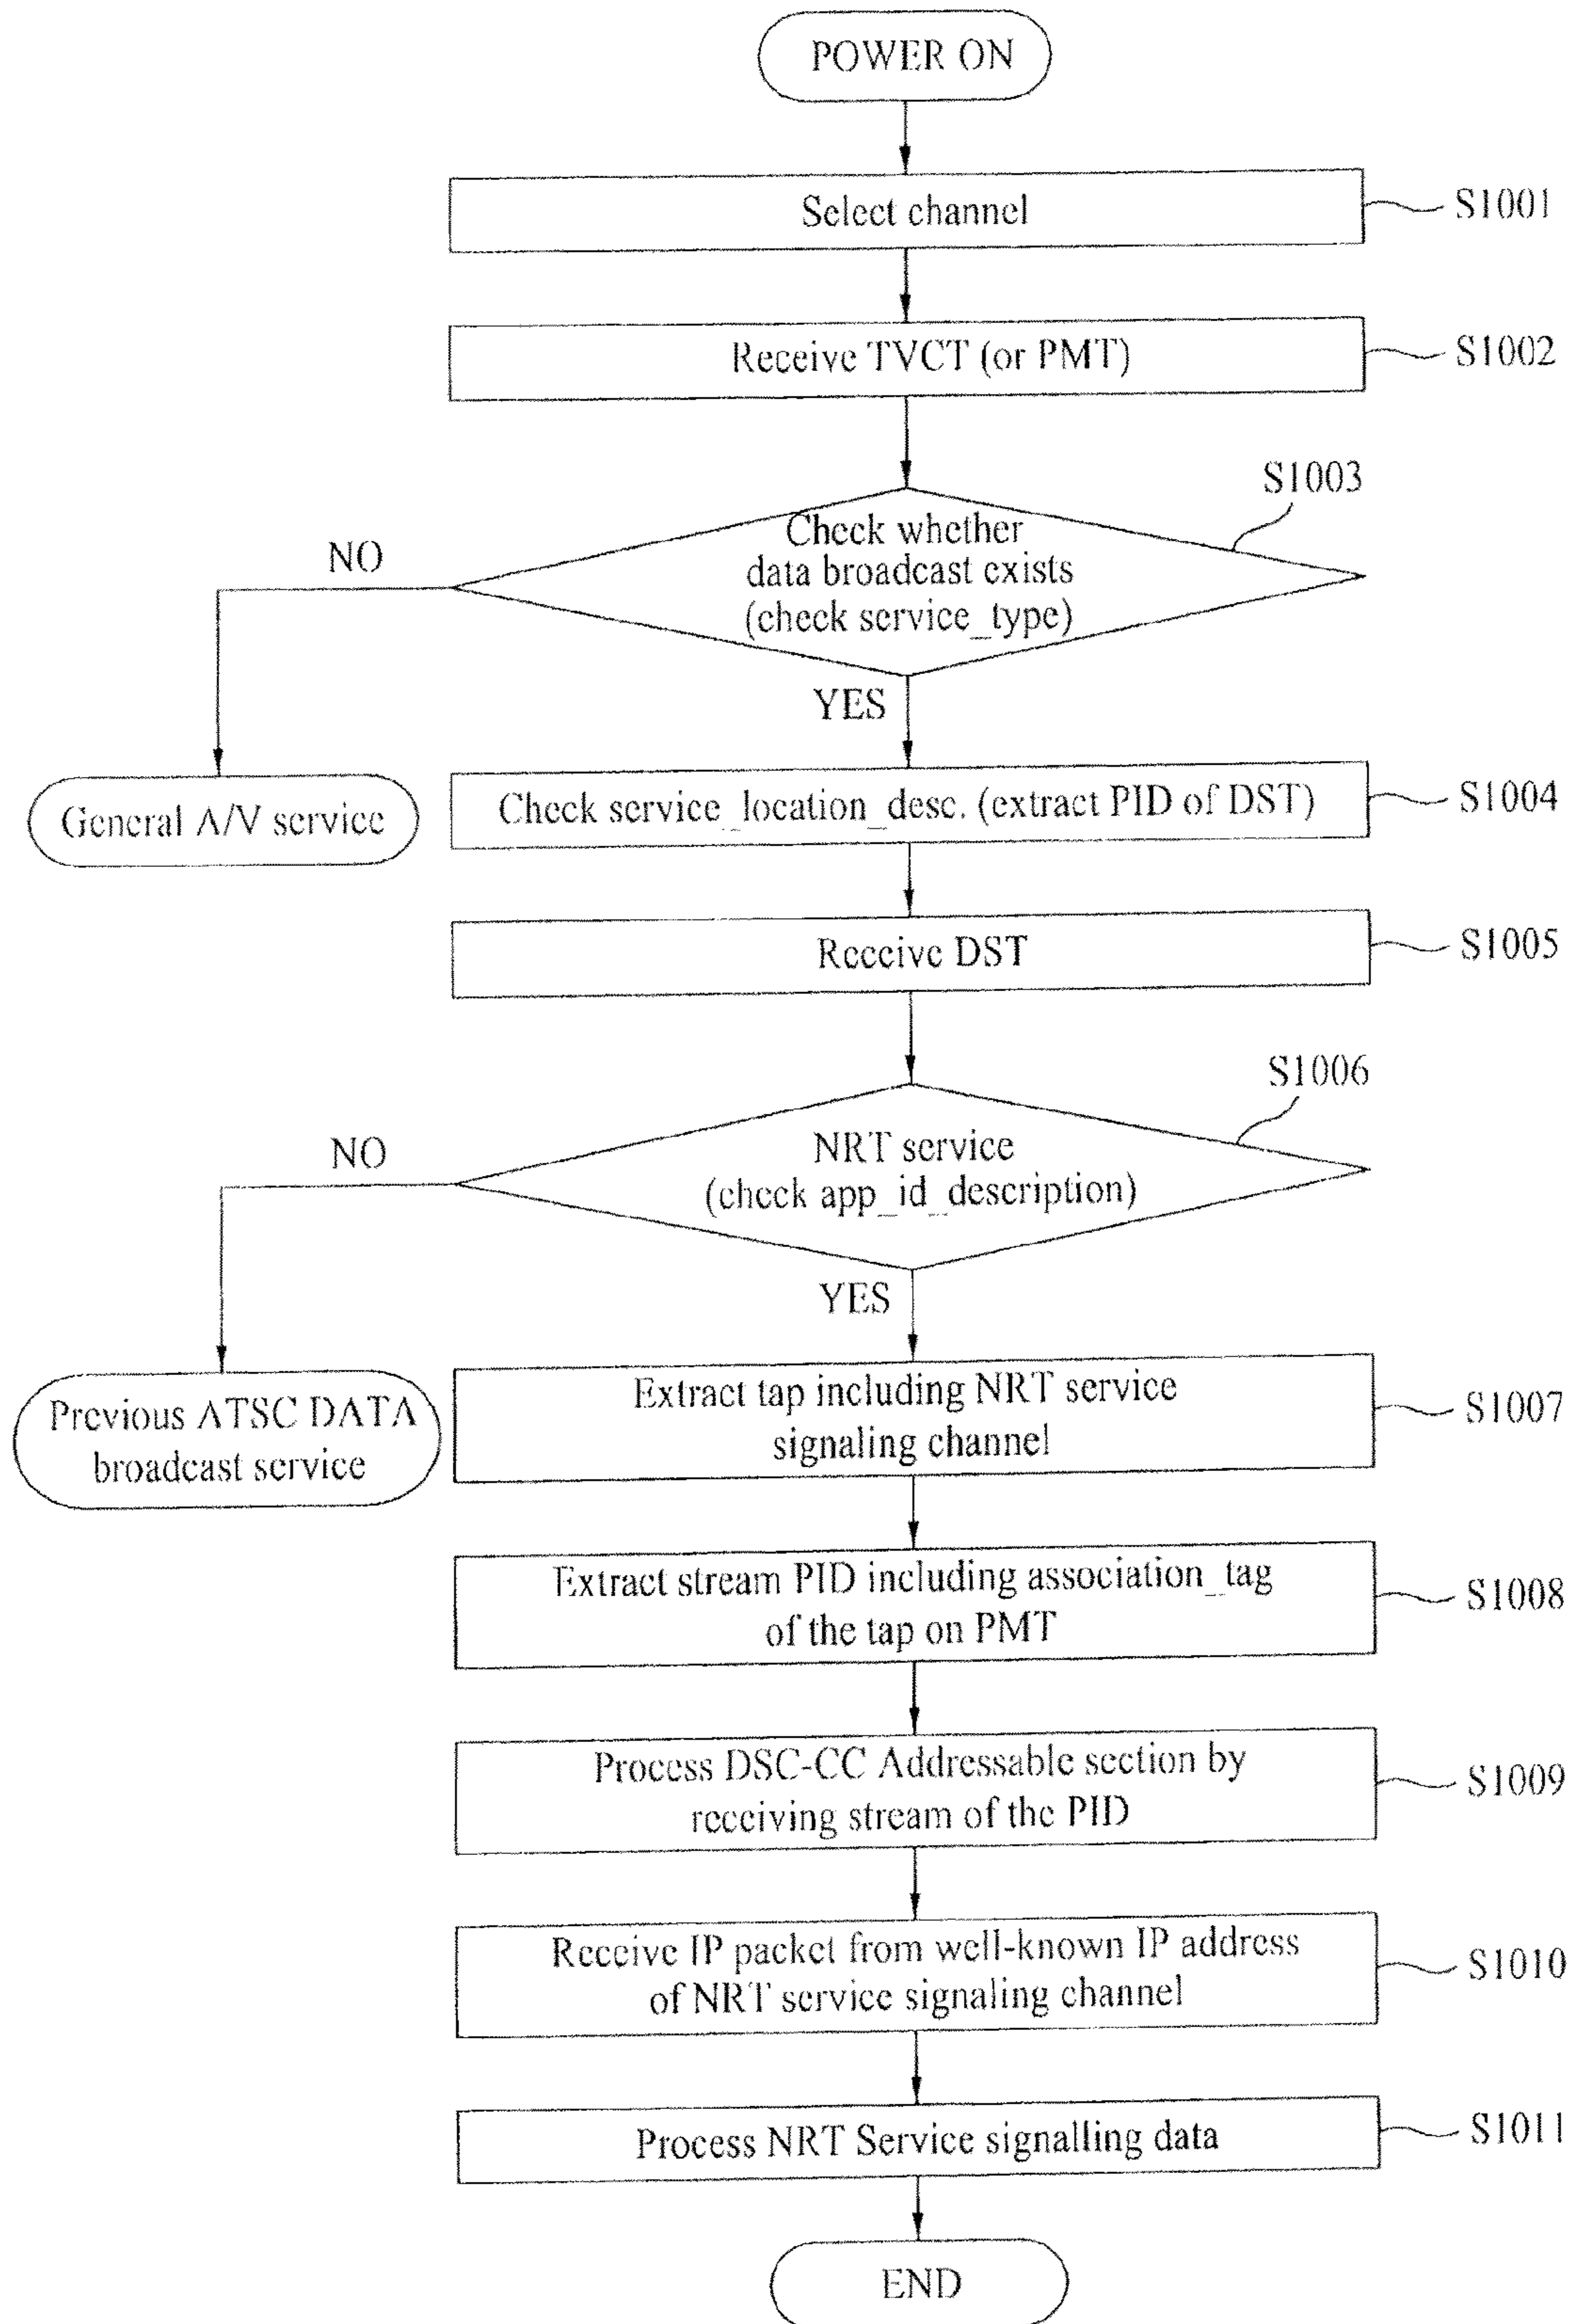 POWER ON
Select channel
S1001
Receive TVCT (or PMT)
S1002
S1003
Check whether
data broadcast exists
(check service_type)
NO
YES
General A/V service
Check service_location_desc. (extract PID of DST)
S1004
Receive DST
S1005
S1006
NRT service
(check app_id_description)
NO
YES
Previous ATSC DATA
broadcast service
Extract tap including NRT service
signaling channel
S1007
Extract stream PID including association_tag
of the tap on PMT
S1008
Process DSC-CC Addressable section by
receiving stream of the PID
S1009
Receive IP packet from well-known IP address
of NRT service signaling channel
S1010
Process NRT Service signalling data
S1011
END